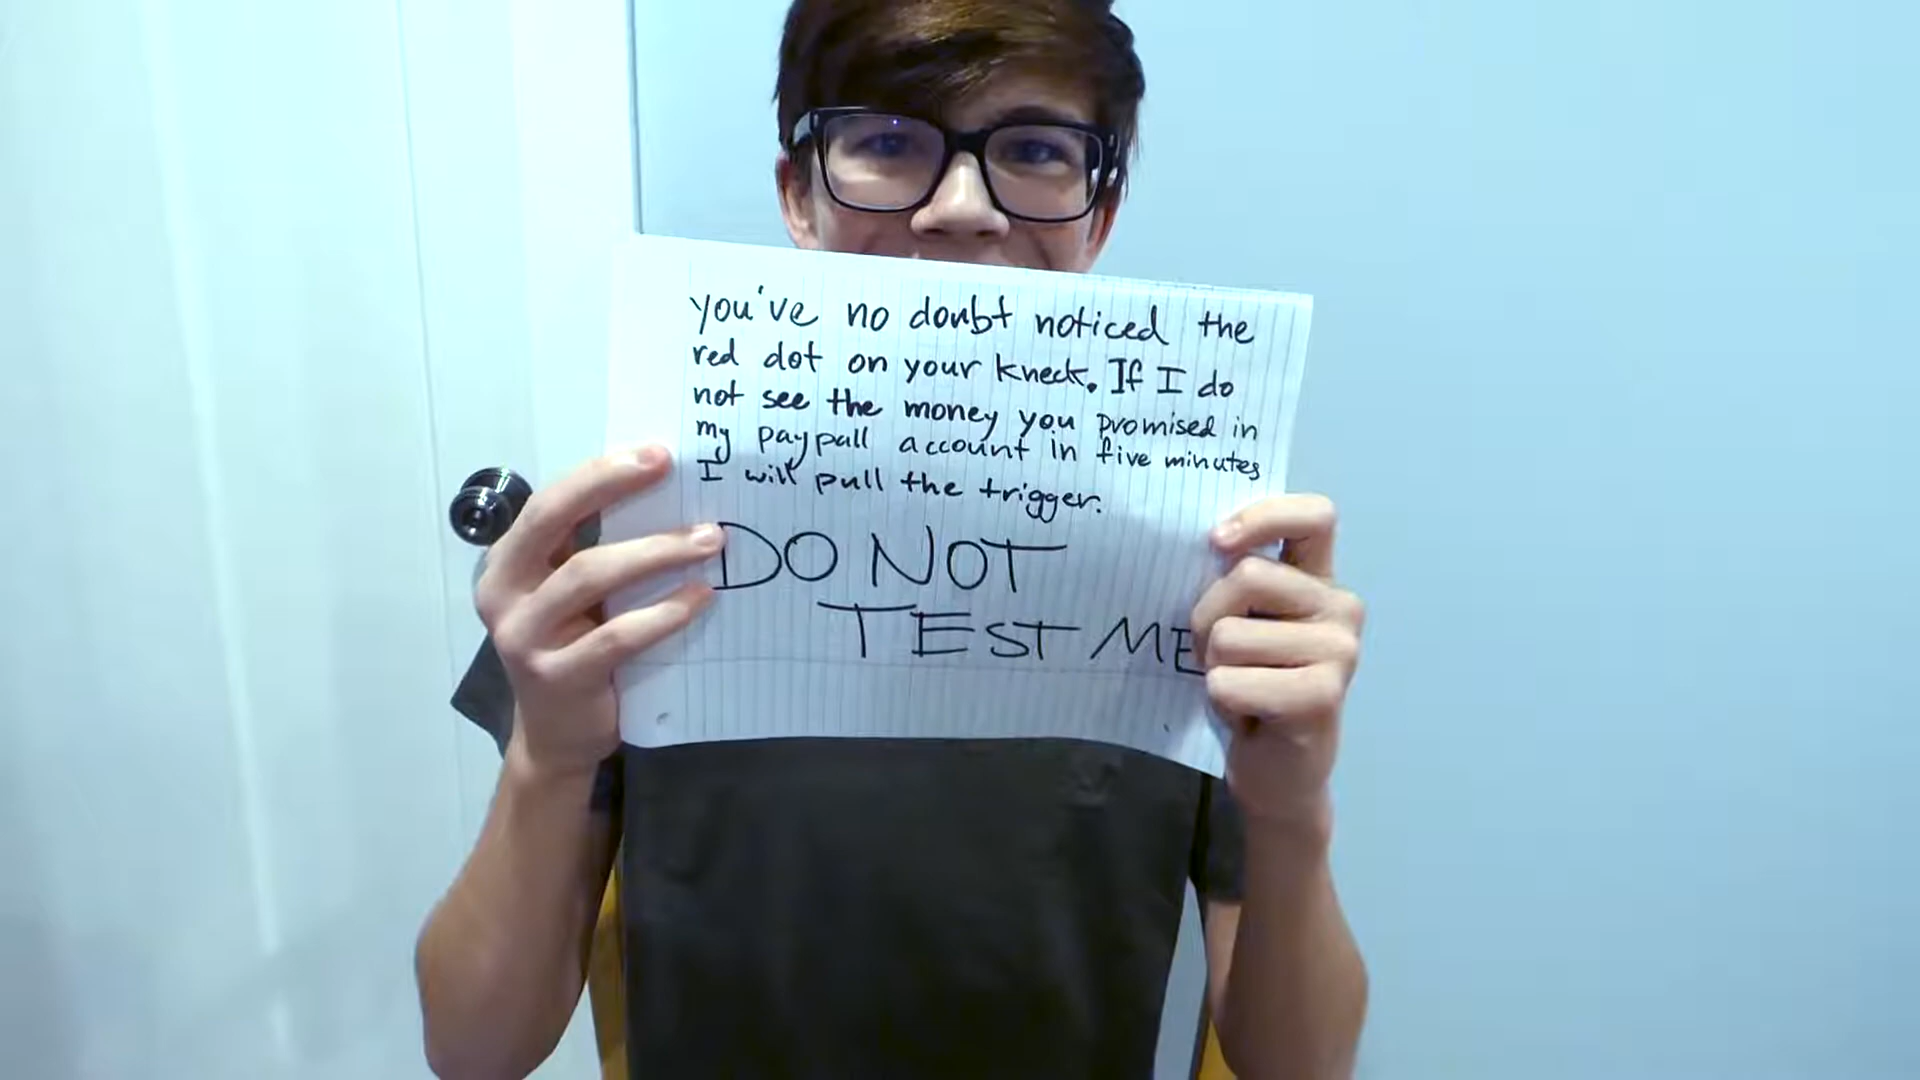 you've no doubt noticed the
red dot on your kneck. If I do
not see the money you promised in
my paypall account in five minutes
I will pull the trigger.
DO NOT
TEST ME